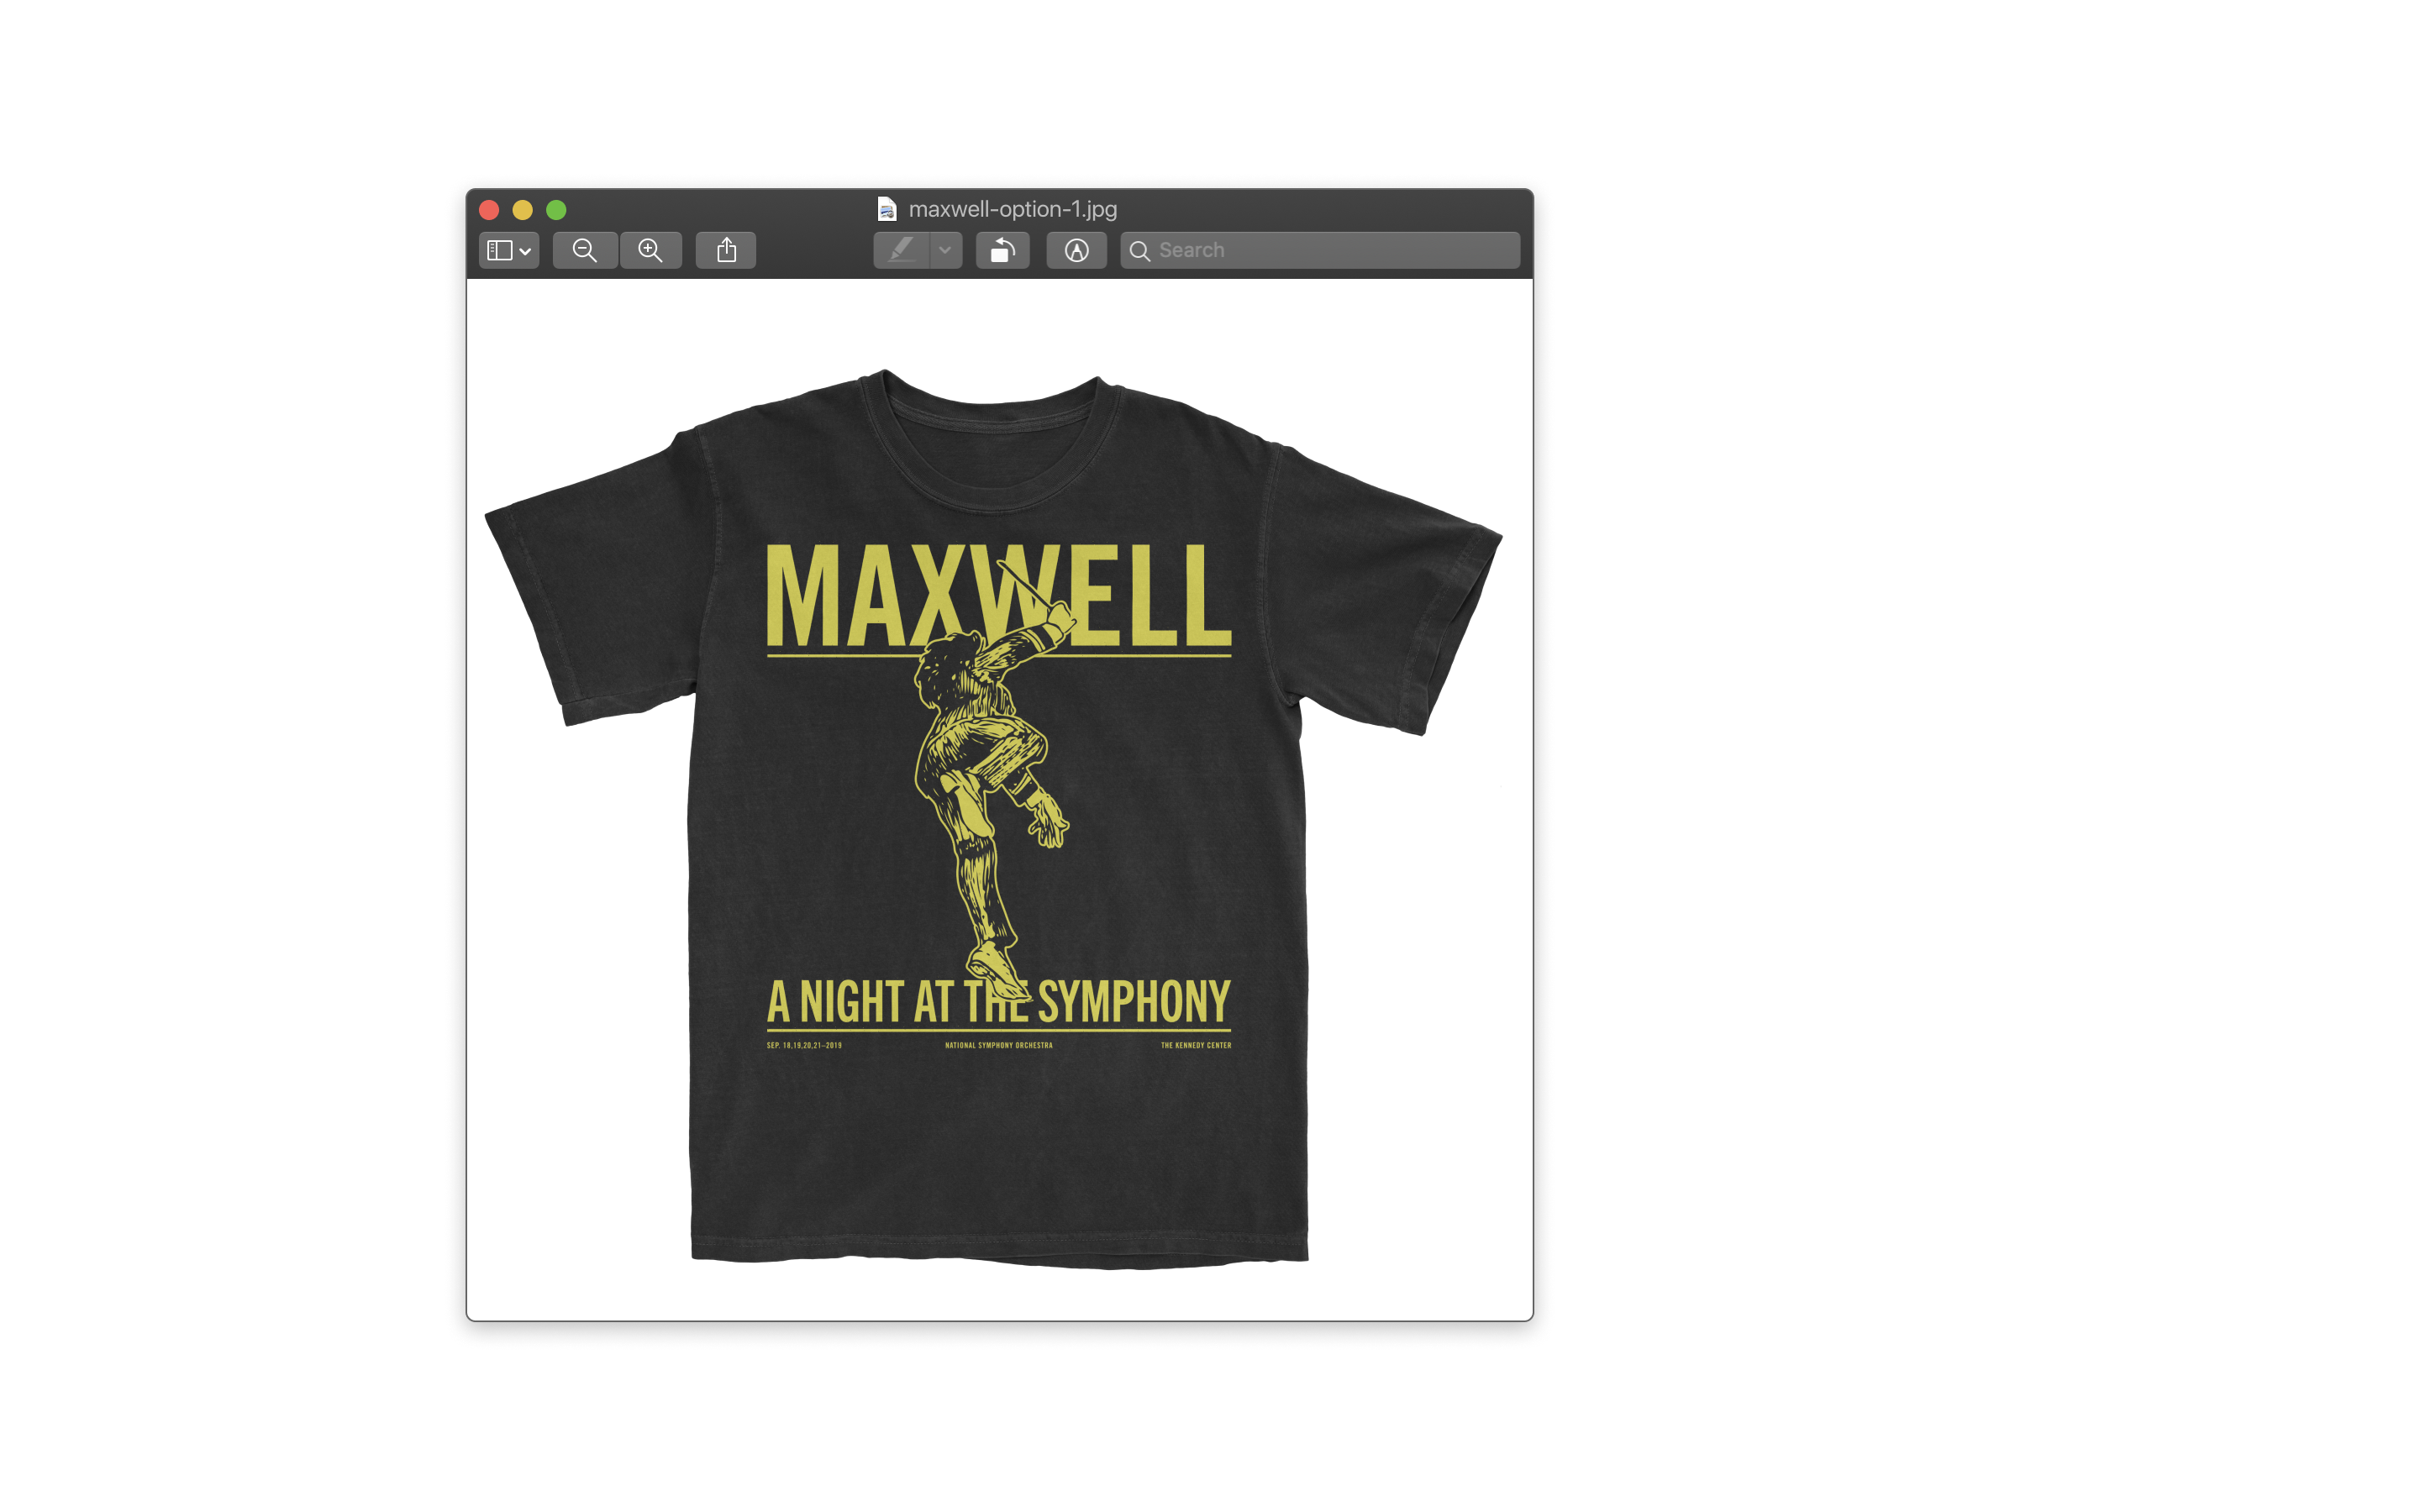 maxwell-option-1.jpg
Search
MAXWELL
A NIGHT AT THE SYMPHONY
SEP. 18,19,20,21–2019 NATIONAL SYMPHONY ORCHESTRA THE KENNEDY CENTER